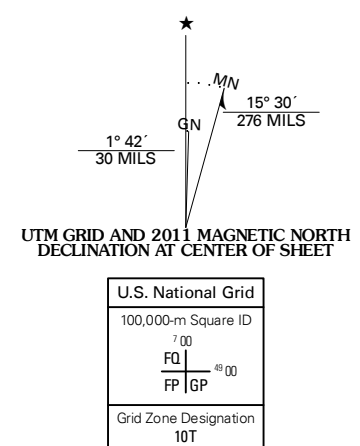 ★
MN
15° 30´
276 MILS
GN
1° 42´
30 MILS
UTM GRID AND 2011 MAGNETIC NORTH
DECLINATION AT CENTER OF SHEET
U.S. National Grid
100,000-m Square ID
7 00
FQ
49 00
FP GP
Grid Zone Designation
10T